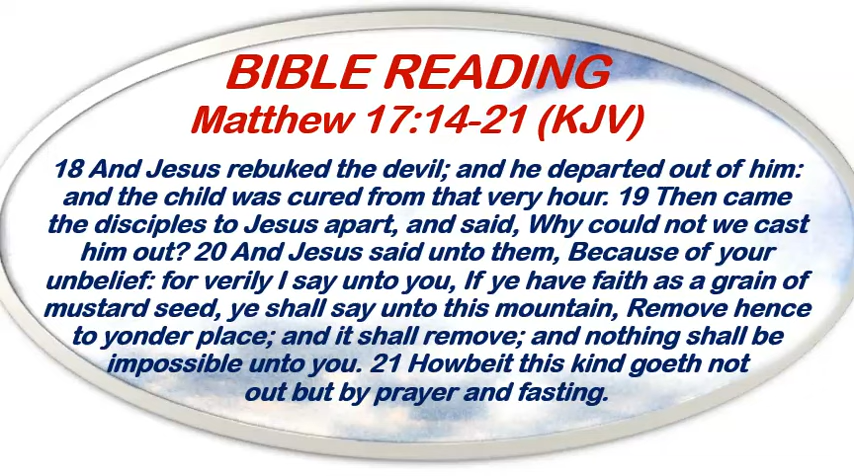 BIBLE READING
Matthew 17:14-21 (KJV)
18 And Jesus rebuked the devil; and he departed out of him:
and the child was cured from that very hour. 19 Then came
the disciples to Jesus apart, and said, Why could not we cast
him out? 20 And Jesus said unto them, Because of your
unbelief: for verily I say unto you, If ye have faith as a grain of
mustard seed, ye shall say unto this mountain, Remove hence
to yonder place; and it shall remove; and nothing shall be
impossible unto you. 21 Howbeit this kind goeth not
out but by prayer and fasting.